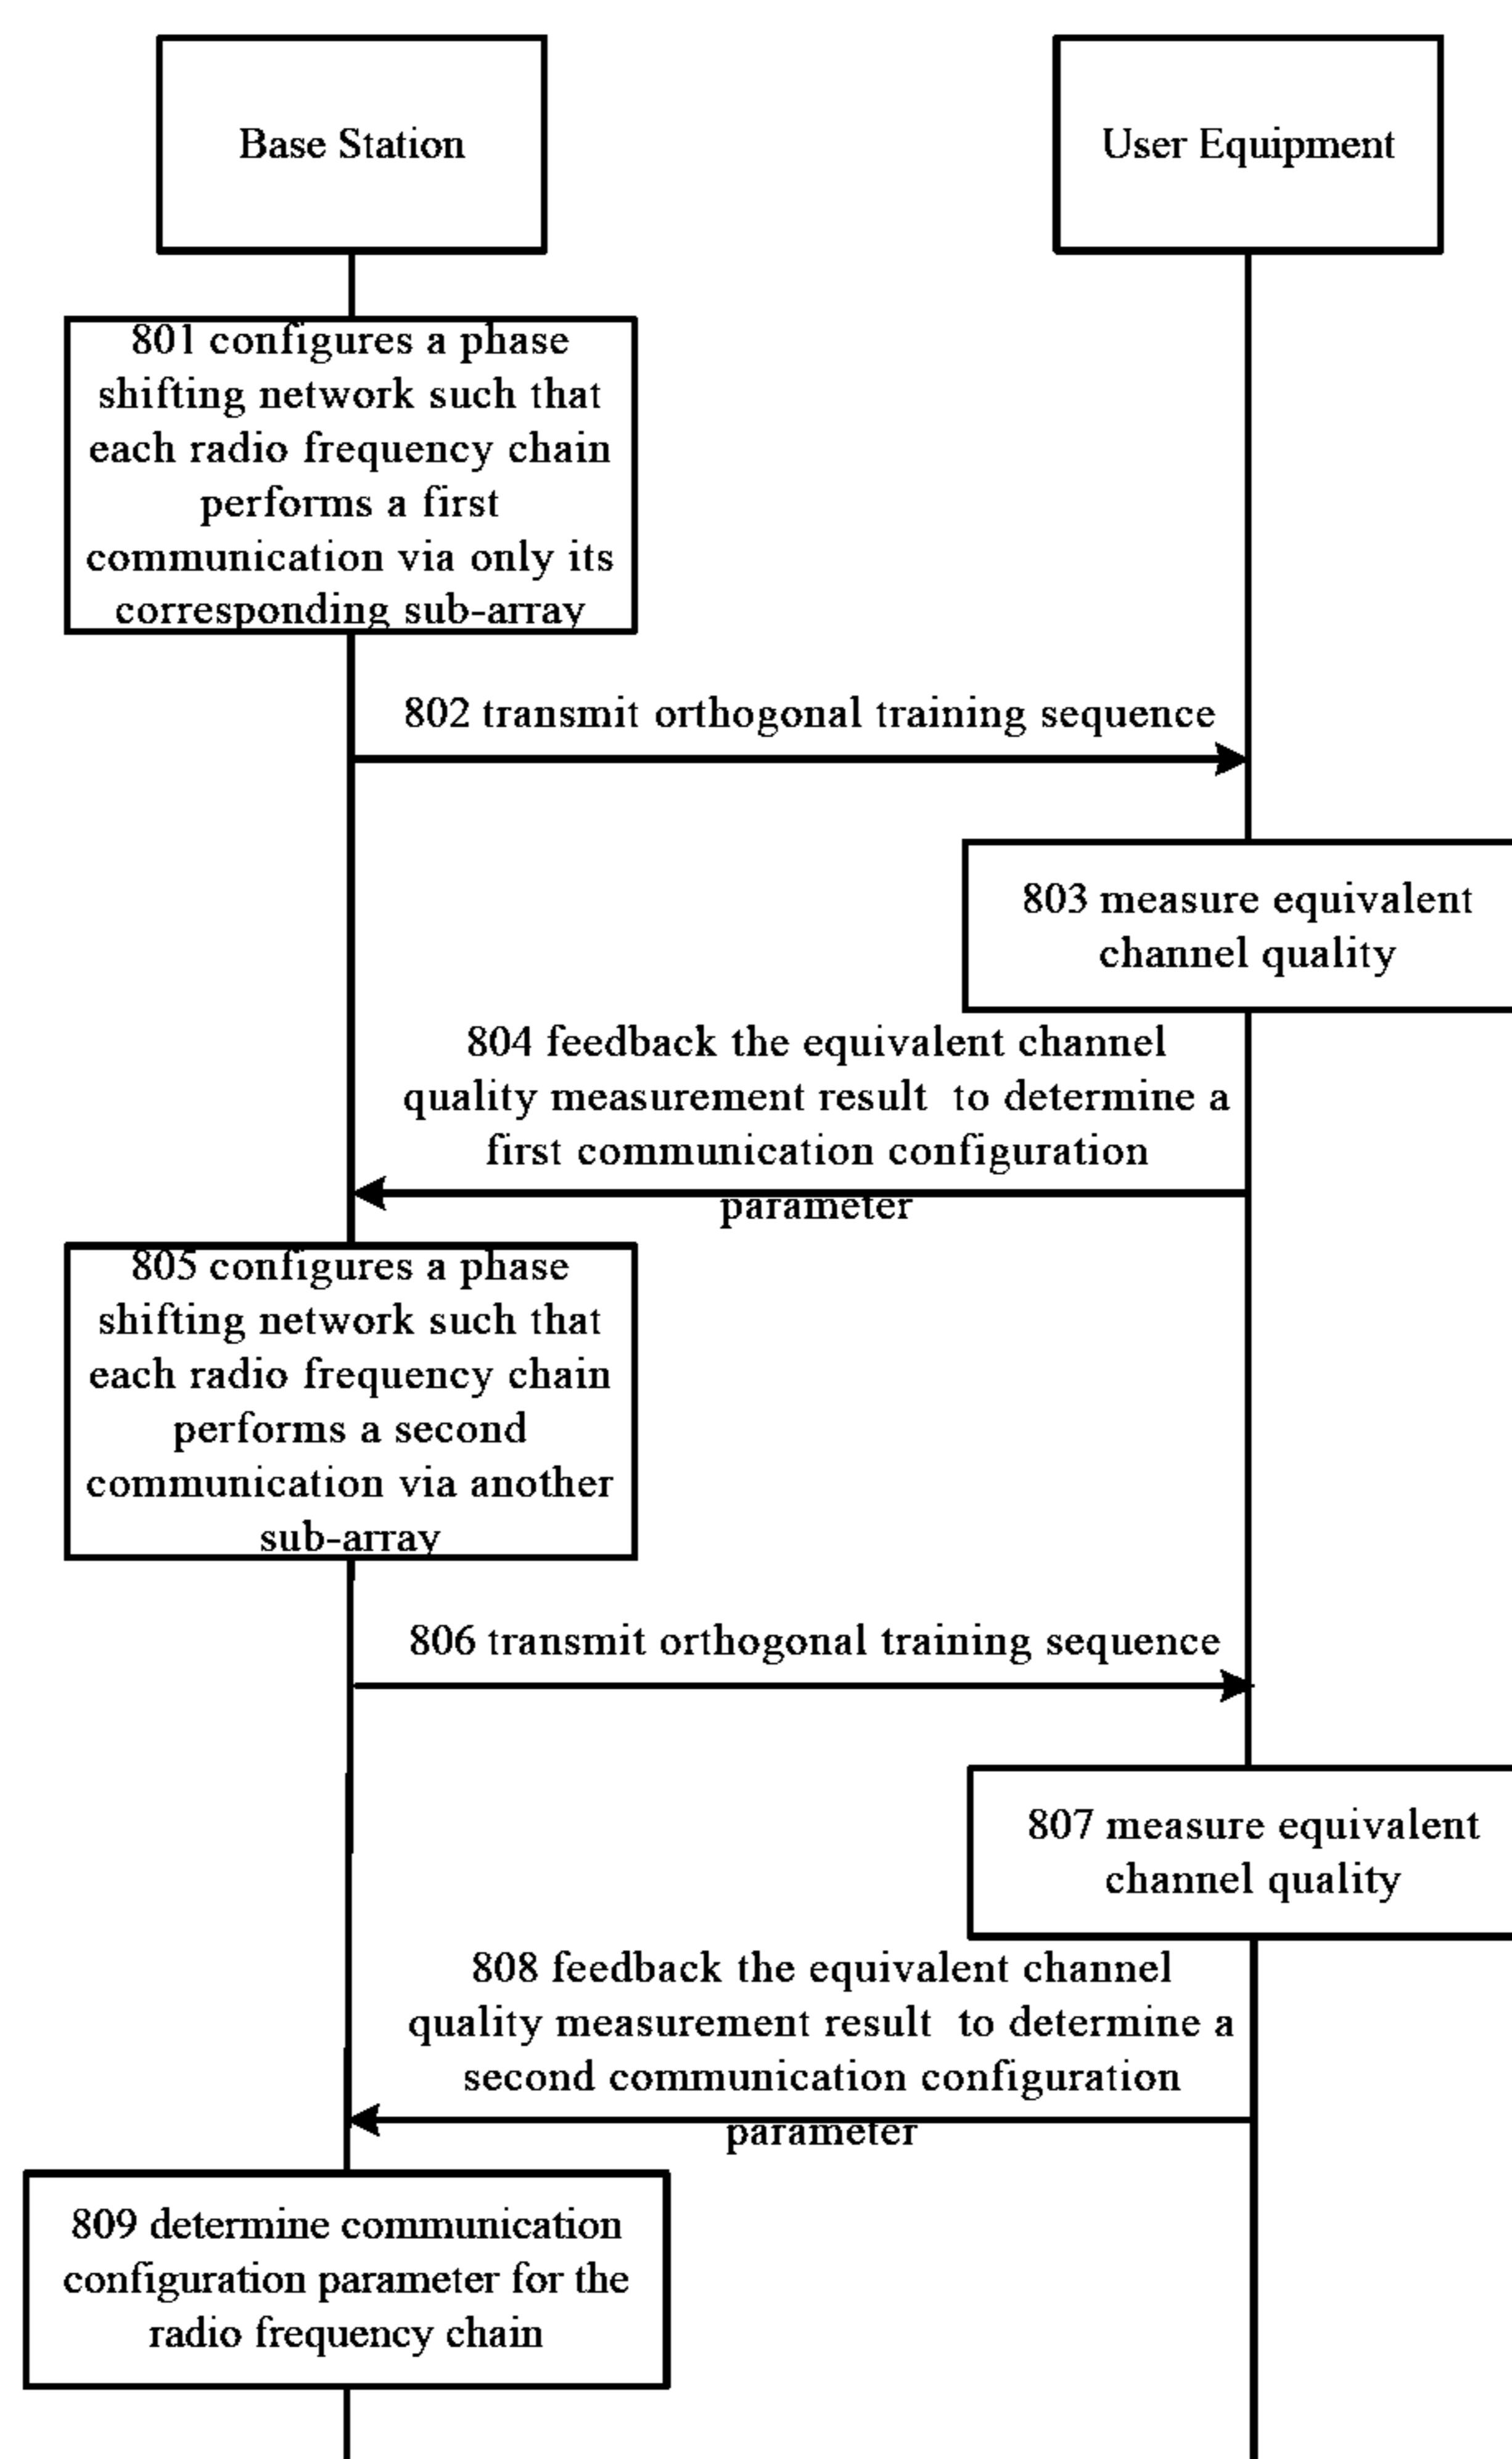 Base Station
User Equipment
801 configures a phase
shifting network such that
each radio frequency chain
performs a first
communication via only its
corresponding sub-array
802 transmit orthogonal training sequence
803 measure equivalent
channel quality
804 feedback the equivalent channel
quality measurement result to determine a
first communication configuration
parameter
805 configures a phase
shifting network such that
each radio frequency chain
performs a second
communication via another
sub-array
806 transmit orthogonal training sequence
807 measure equivalent
channel quality
808 feedback the equivalent channel
quality measurement result to determine a
second communication configuration
parameter
809 determine communication
configuration parameter for the
radio frequency chain